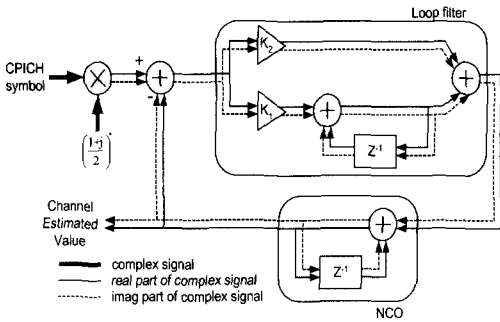 Loop filter
K₂
CPICH
symbol
+
-
K₁
(1+j / 2)*
Z⁻¹
Channel
Estimated
Value
Z⁻¹
complex signal
real part of complex signal
imag part of complex signal
NCO